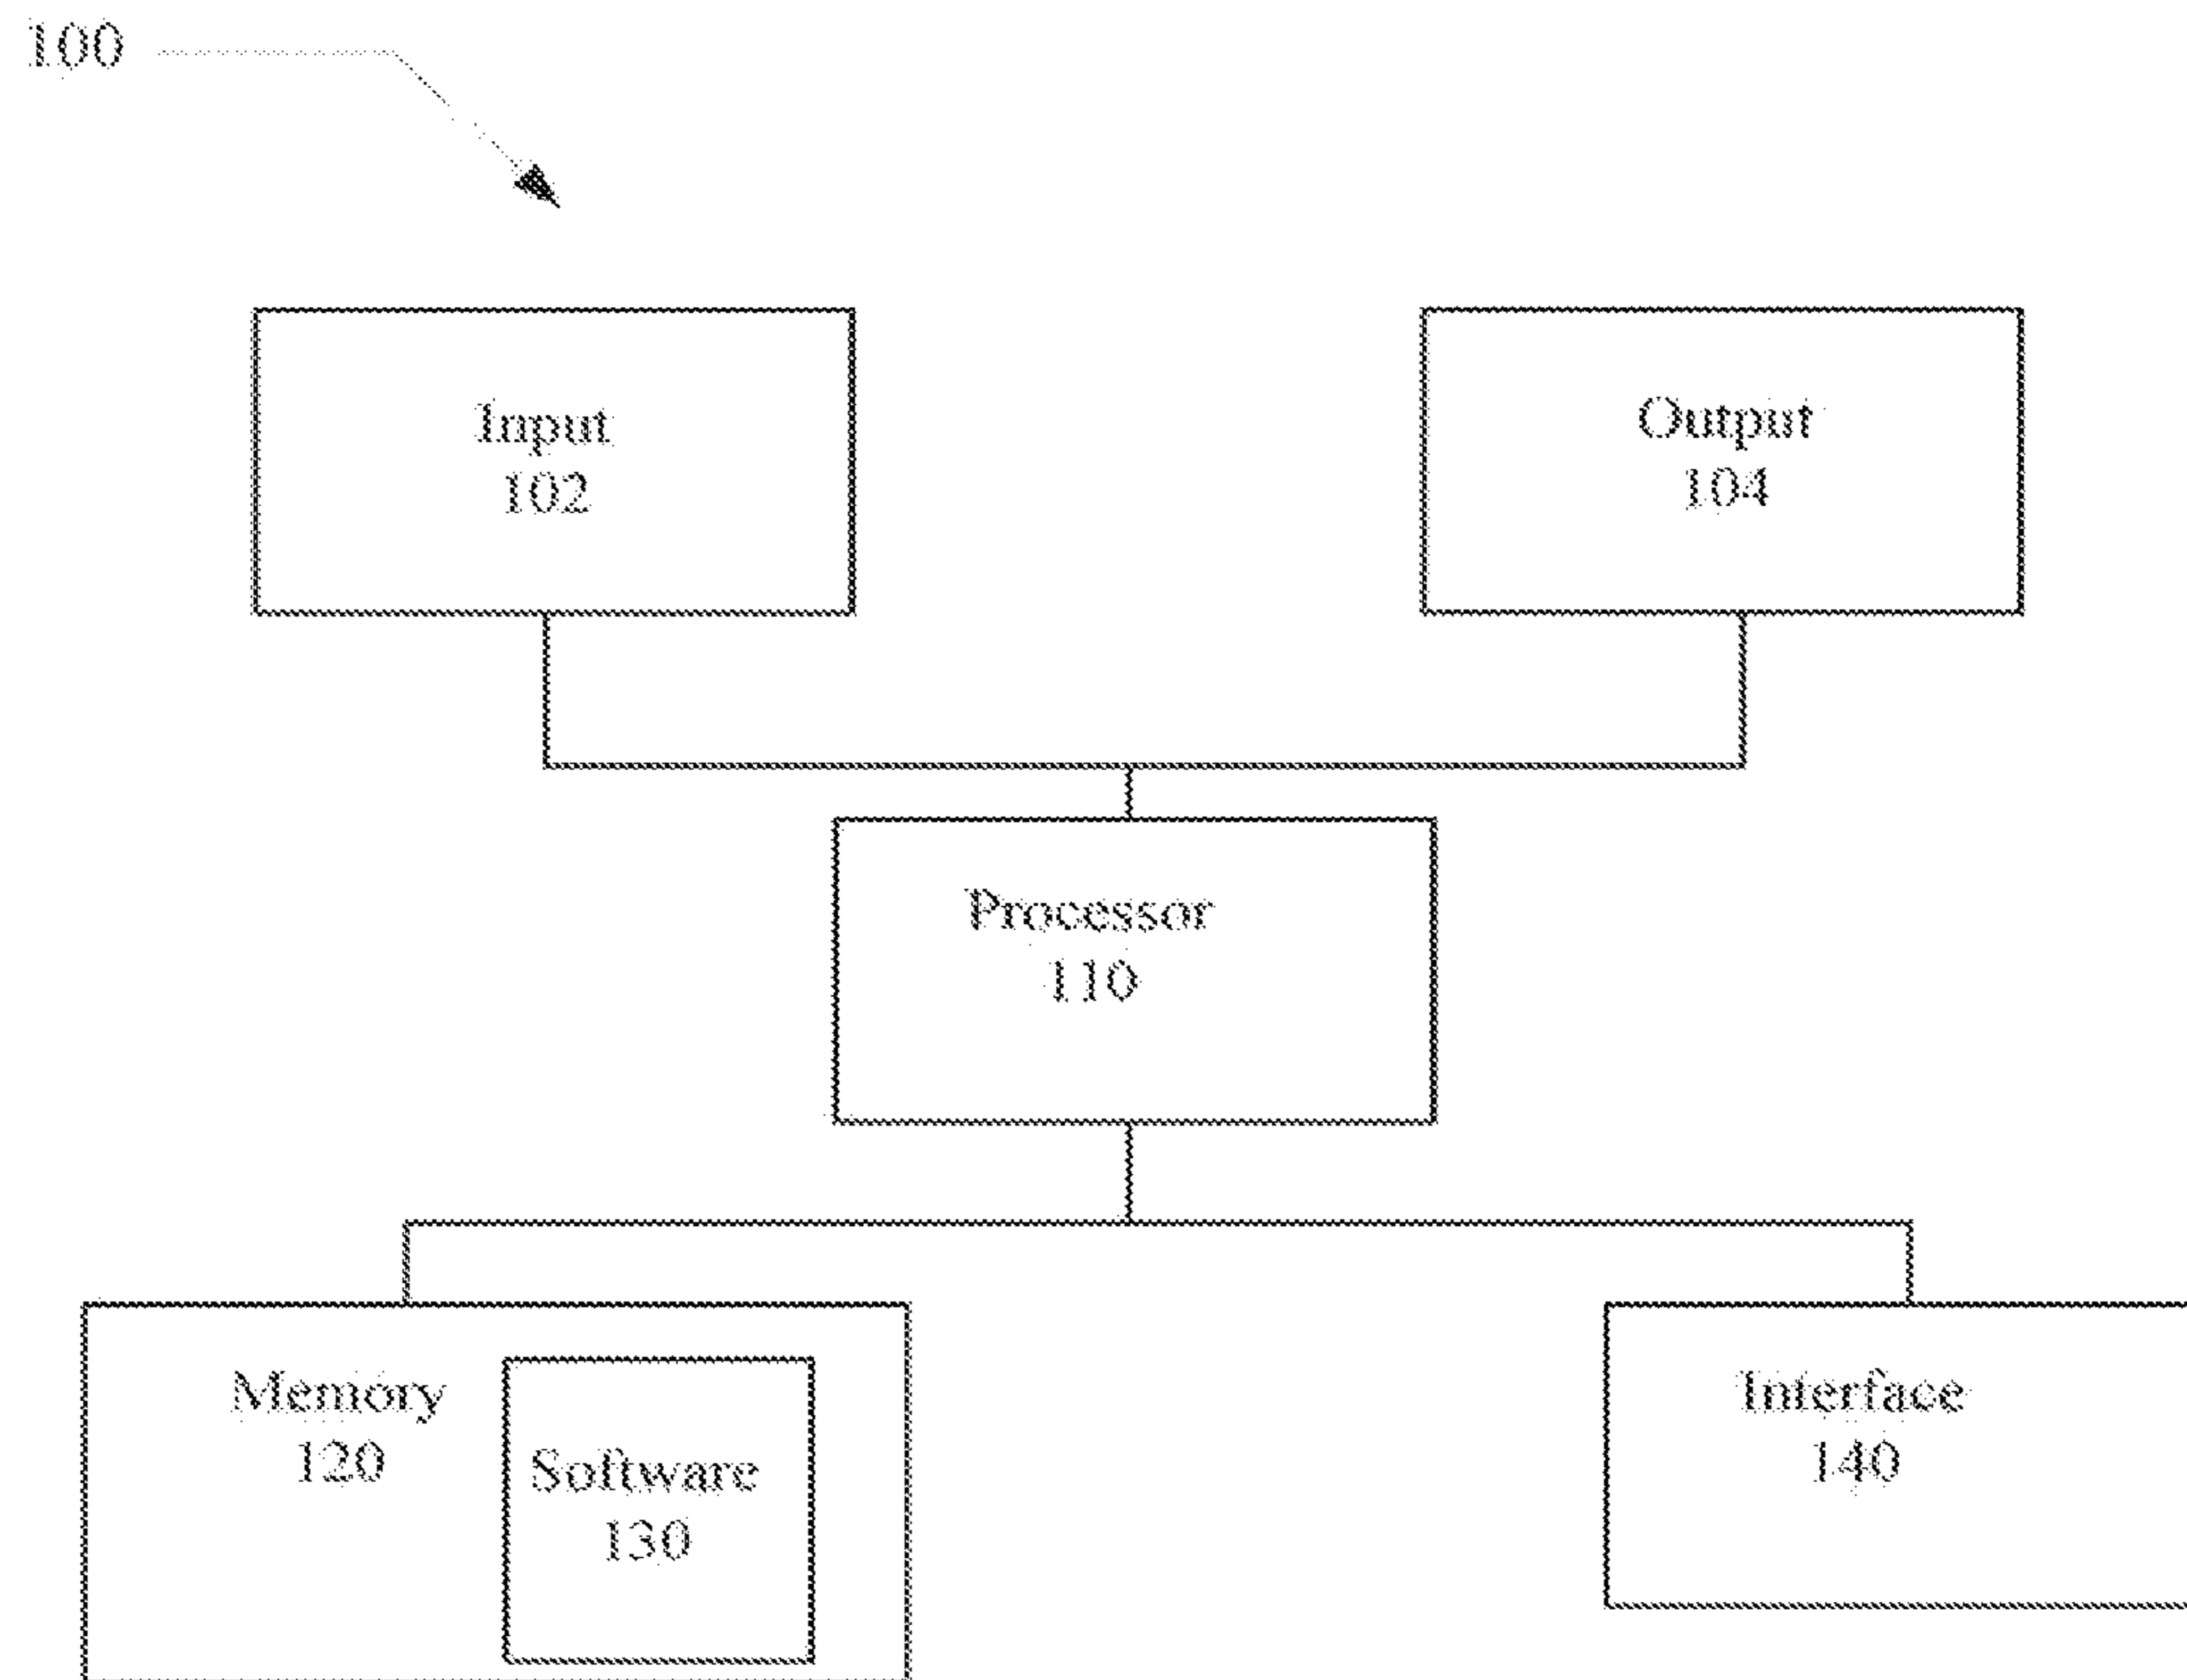 100
Input
102
Output
104
Processor
110
Memory
120
Software
130
Interface
140